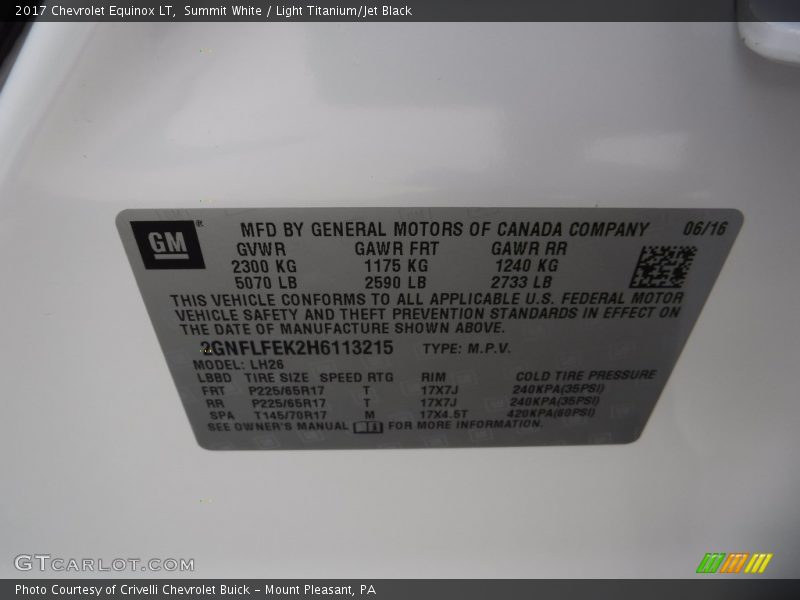 2017 Chevrolet Equinox LT,  Summit White / Light Titanium/Jet Black
GM ®
MFD BY GENERAL MOTORS OF CANADA COMPANY 06/16
GVWR GAWR FRT GAWR RR
2300 KG 1175 KG 1240 KG
5070 LB 2590 LB 2733 LB
THIS VEHICLE CONFORMS TO ALL APPLICABLE U.S. FEDERAL MOTOR
VEHICLE SAFETY AND THEFT PREVENTION STANDARDS IN EFFECT ON
THE DATE OF MANUFACTURE SHOWN ABOVE.
2GNFLFEK2H6113215 TYPE: M.P.V.
MODEL: LH26
LBBD TIRE SIZE SPEED RTG RIM COLD TIRE PRESSURE
FRT P225/65R17 T 17X7J 240KPA(35PSI)
RR P225/65R17 T 17X7J 240KPA(35PSI)
SPA T145/70R17 M 17X4.5T 420KPA(60PSI)
SEE OWNER'S MANUAL FOR MORE INFORMATION.
GTCARLOT.COM
Photo Courtesy of Crivelli Chevrolet Buick - Mount Pleasant, PA